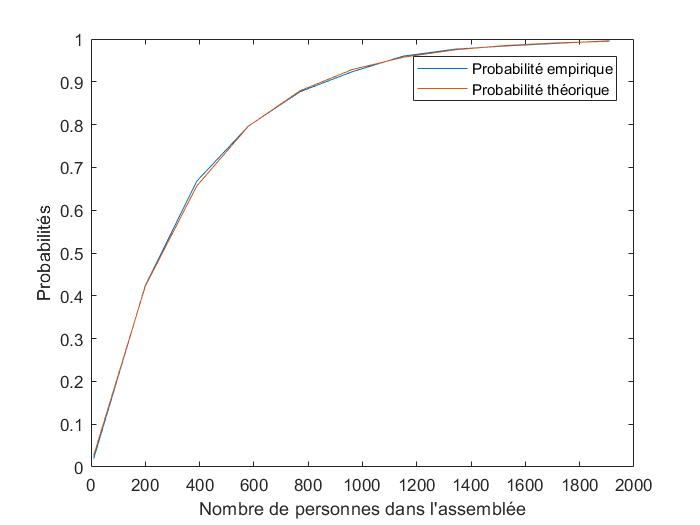 1
0.9
0.8
0.7
0.6
0.5
0.4
0.3
0.2
0.1
0
Probabilités
Probabilité empirique
Probabilité théorique
0 200 400 600 800 1000 1200 1400 1600 1800 2000
Nombre de personnes dans l'assemblée